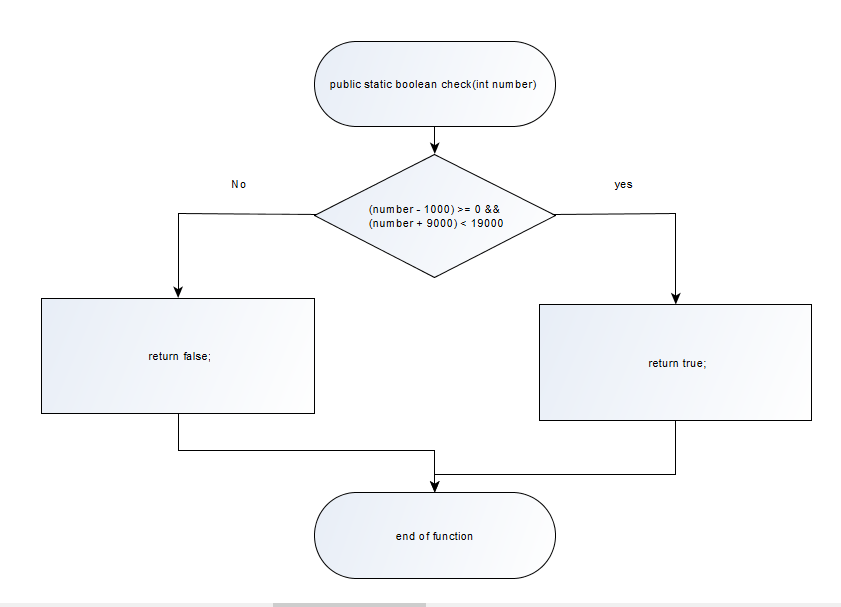 public static boolean check(int number)
No
yes
(number - 1000) >= 0 &&
(number + 9000) < 19000
return false;
return true;
end of function